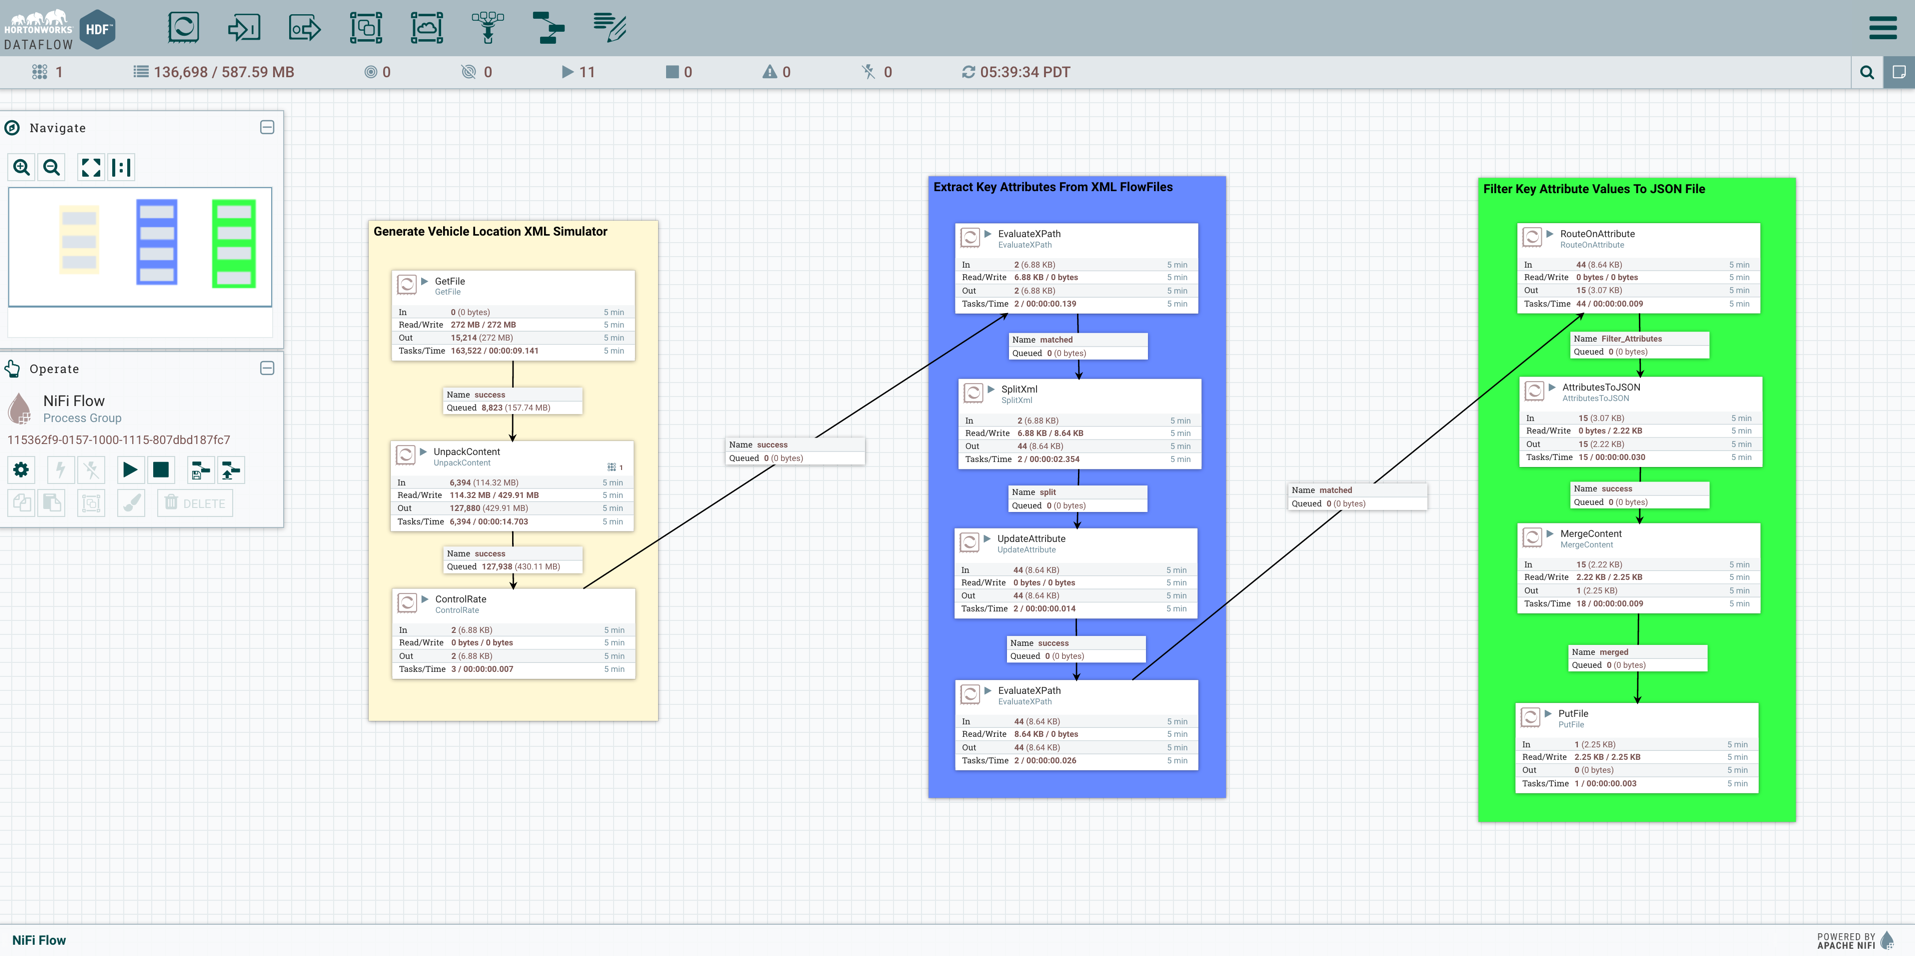 HORTONWORKS
DATAFLOW
HDF™
1
136,698 / 587.59 MB
0
0
11
0
0
0
05:39:34 PDT
Navigate
Operate
NiFi Flow
Process Group
115362f9-0157-1000-1115-807dbd187fc7
DELETE
Generate Vehicle Location XML Simulator
GetFile
GetFile
In 0 (0 bytes) 5 min
Read/Write 272 MB / 272 MB 5 min
Out 15,214 (272 MB) 5 min
Tasks/Time 163,522 / 00:00:09.141 5 min
Name success
Queued 8,823 (157.74 MB)
UnpackContent
UnpackContent
1
In 6,394 (114.32 MB) 5 min
Read/Write 114.32 MB / 429.91 MB 5 min
Out 127,880 (429.91 MB) 5 min
Tasks/Time 6,394 / 00:00:14.703 5 min
Name success
Queued 127,938 (430.11 MB)
ControlRate
ControlRate
In 2 (6.88 KB) 5 min
Read/Write 0 bytes / 0 bytes 5 min
Out 2 (6.88 KB) 5 min
Tasks/Time 3 / 00:00:00.007 5 min
Name success
Queued 0 (0 bytes)
Extract Key Attributes From XML FlowFiles
EvaluateXPath
EvaluateXPath
In 2 (6.88 KB) 5 min
Read/Write 6.88 KB / 0 bytes 5 min
Out 2 (6.88 KB) 5 min
Tasks/Time 2 / 00:00:00.139 5 min
Name matched
Queued 0 (0 bytes)
SplitXml
SplitXml
In 2 (6.88 KB) 5 min
Read/Write 6.88 KB / 8.64 KB 5 min
Out 44 (8.64 KB) 5 min
Tasks/Time 2 / 00:00:02.354 5 min
Name split
Queued 0 (0 bytes)
UpdateAttribute
UpdateAttribute
In 44 (8.64 KB) 5 min
Read/Write 0 bytes / 0 bytes 5 min
Out 44 (8.64 KB) 5 min
Tasks/Time 2 / 00:00:00.014 5 min
Name success
Queued 0 (0 bytes)
EvaluateXPath
EvaluateXPath
In 44 (8.64 KB) 5 min
Read/Write 8.64 KB / 0 bytes 5 min
Out 44 (8.64 KB) 5 min
Tasks/Time 2 / 00:00:00.026 5 min
Name matched
Queued 0 (0 bytes)
Filter Key Attribute Values To JSON File
RouteOnAttribute
RouteOnAttribute
In 44 (8.64 KB) 5 min
Read/Write 0 bytes / 0 bytes 5 min
Out 15 (3.07 KB) 5 min
Tasks/Time 44 / 00:00:00.009 5 min
Name Filter_Attributes
Queued 0 (0 bytes)
AttributesToJSON
AttributesToJSON
In 15 (3.07 KB) 5 min
Read/Write 0 bytes / 2.22 KB 5 min
Out 15 (2.22 KB) 5 min
Tasks/Time 15 / 00:00:00.030 5 min
Name success
Queued 0 (0 bytes)
MergeContent
MergeContent
In 15 (2.22 KB) 5 min
Read/Write 2.22 KB / 2.25 KB 5 min
Out 1 (2.25 KB) 5 min
Tasks/Time 18 / 00:00:00.009 5 min
Name merged
Queued 0 (0 bytes)
PutFile
PutFile
In 1 (2.25 KB) 5 min
Read/Write 2.25 KB / 2.25 KB 5 min
Out 0 (0 bytes) 5 min
Tasks/Time 1 / 00:00:00.003 5 min
NiFi Flow
POWERED BY
APACHE NIFI